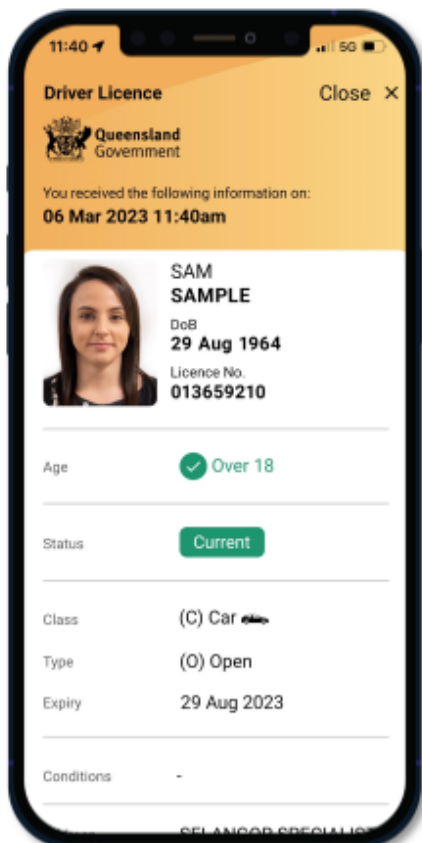 11:40
5G
Driver Licence
Close ×
Queensland
Government
You received the following information on:
06 Mar 2023 11:40am
SAM
SAMPLE
DoB
29 Aug 1964
Licence No.
013659210
Age
Over 18
Status
Current
Class
(C) Car
Type
(O) Open
Expiry
29 Aug 2023
Conditions
-
SELANGOR SPECIALIST